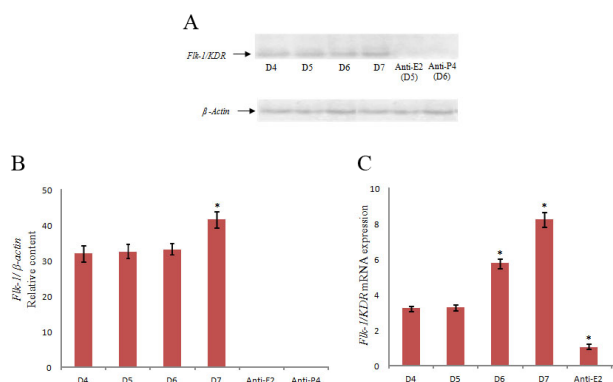 A
Flk-1/KDR
D4 D5 D6 D7 Anti-E2 Anti-P4
(D5) (D6)
β-Actin
B
Flk-1/ β-actin
Relative content
50
40
30
20
10
0
*
D4 D5 D6 D7 Anti-E2 Anti-P4
C
Flk-1/KDR mRNA expression
10
8
6
4
2
0
* * *
D4 D5 D6 D7 Anti-E2